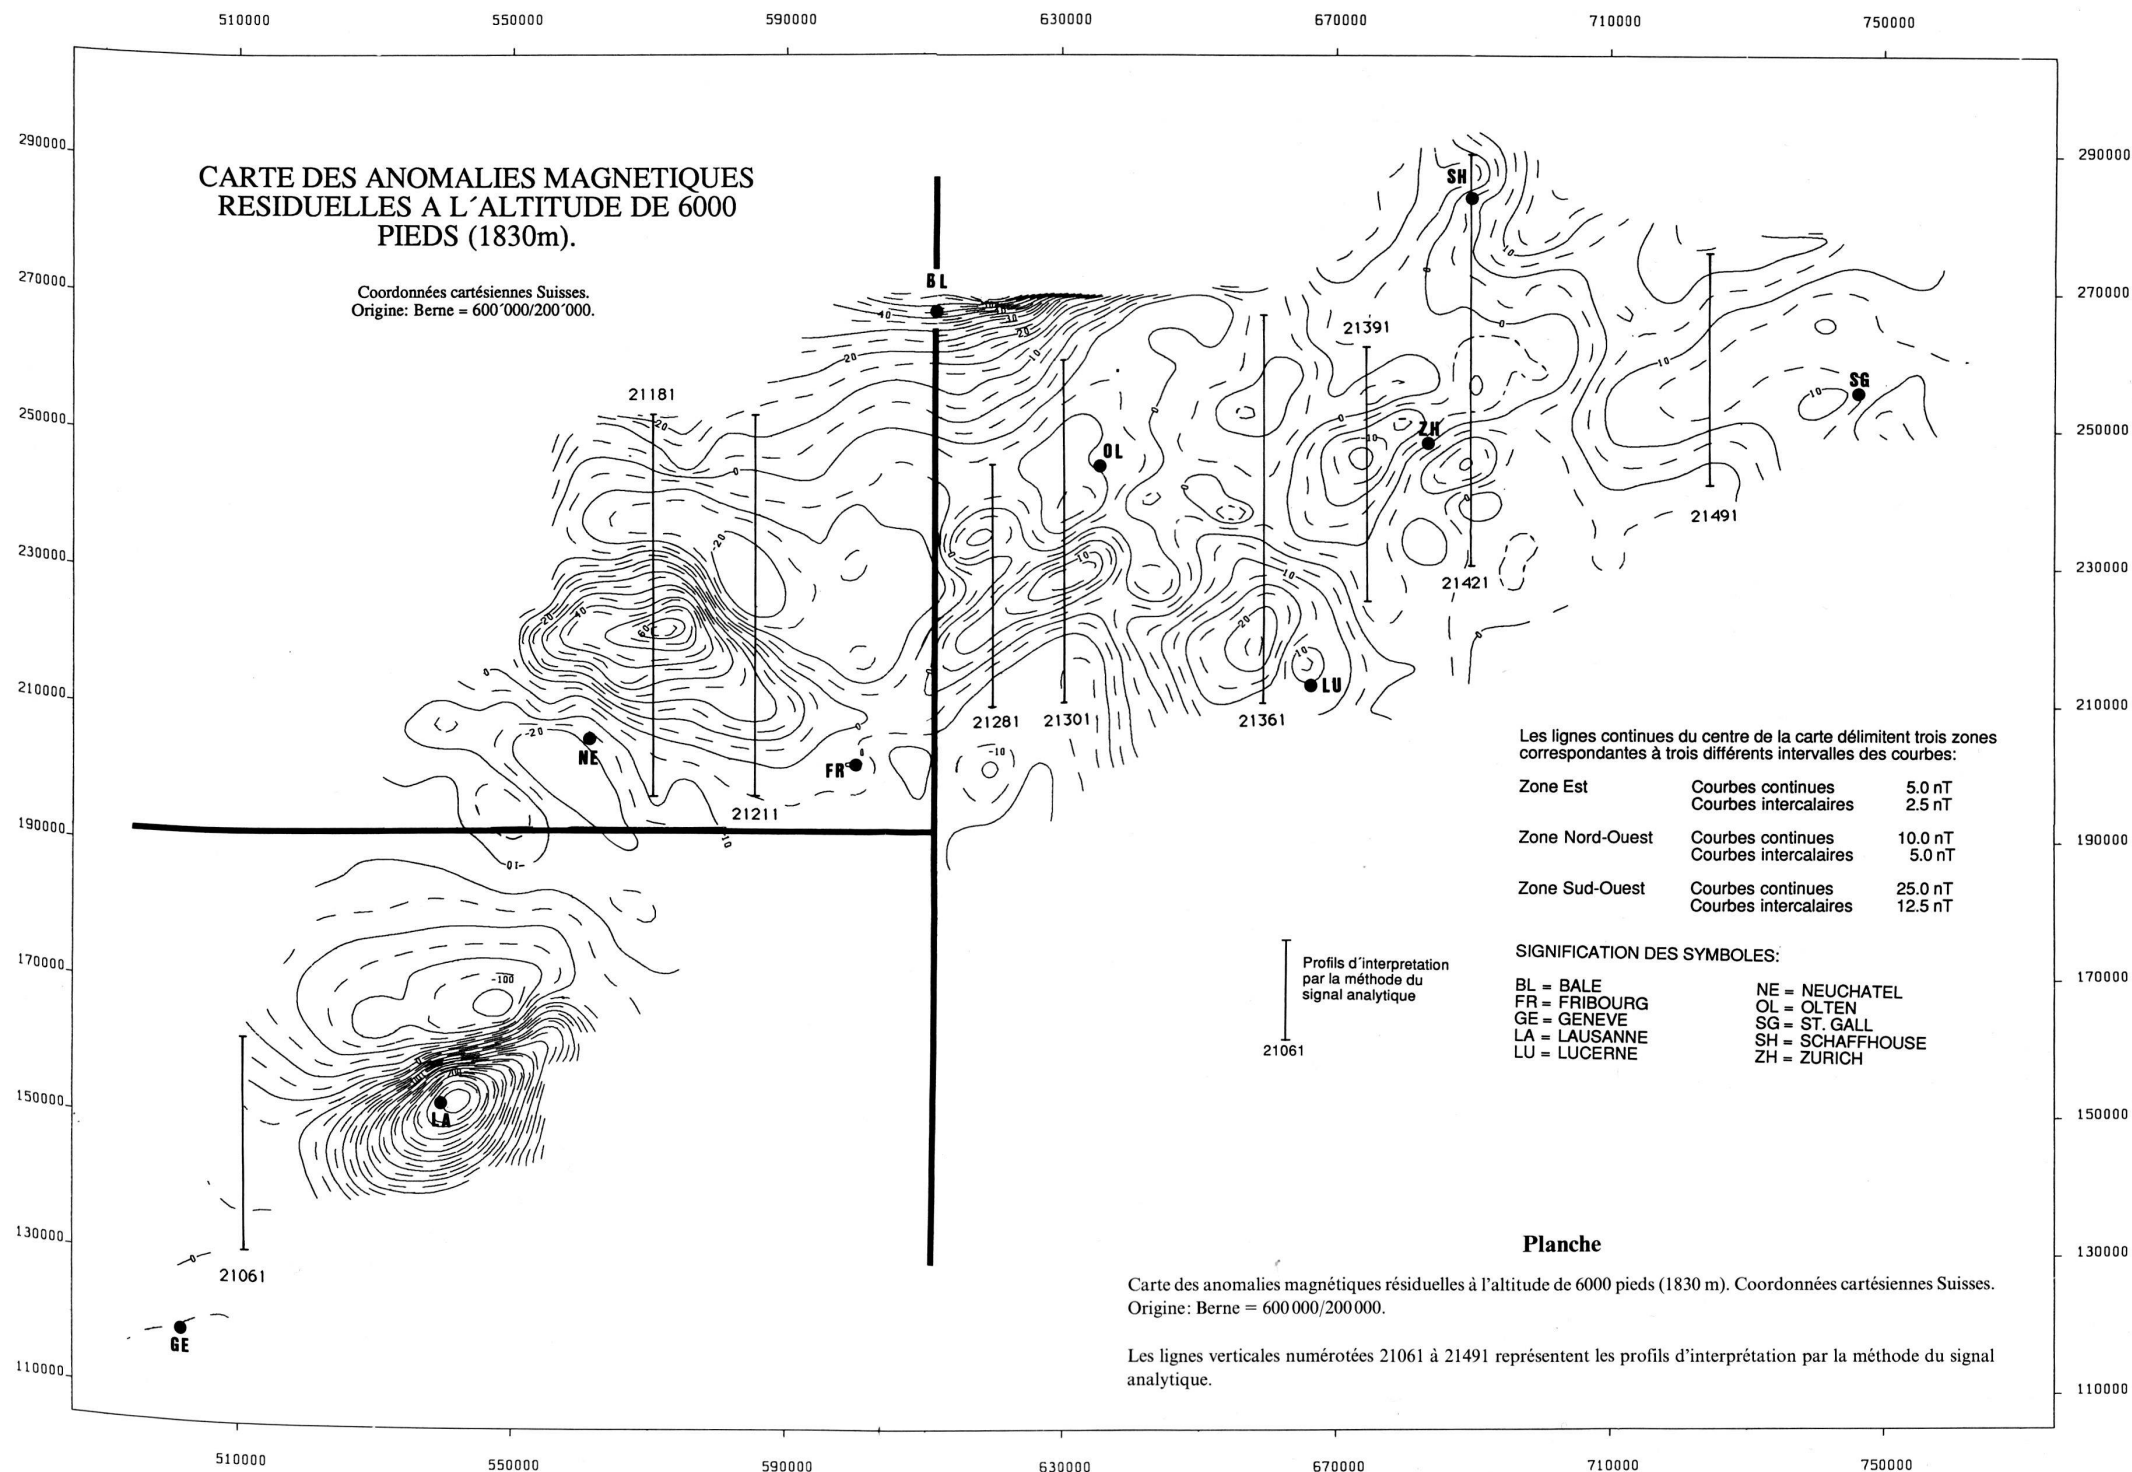 510000 550000 590000 630000 670000 710000 750000
290000 290000
CARTE DES ANOMALIES MAGNETIQUES
RESIDUELLES A L´ALTITUDE DE 6000
PIEDS (1830m).
Coordonnées cartésiennes Suisses.
Origine: Berne = 600´000/200´000.
SH
BL
270000 270000
21391
21181
SG
250000 250000
ZH
OL
21491
230000 230000
21421
LU
210000 210000
21281 21301 21361
NE
FR
21211
190000 190000
Les lignes continues du centre de la carte délimitent trois zones
correspondantes à trois différents intervalles des courbes:
Zone Est Courbes continues 5.0 nT
Courbes intercalaires 2.5 nT
Zone Nord-Ouest Courbes continues 10.0 nT
Courbes intercalaires 5.0 nT
Zone Sud-Ouest Courbes continues 25.0 nT
Courbes intercalaires 12.5 nT
170000 170000
-100
Profils d´interpretation
par la méthode du
signal analytique
21061
SIGNIFICATION DES SYMBOLES:
BL = BALE
FR = FRIBOURG
GE = GENEVE
LA = LAUSANNE
LU = LUCERNE
NE = NEUCHATEL
OL = OLTEN
SG = ST. GALL
SH = SCHAFFHOUSE
ZH = ZURICH
150000 150000
LA
130000 130000
21061
GE
110000 110000
Planche
Carte des anomalies magnétiques résiduelles à l'altitude de 6000 pieds (1830 m). Coordonnées cartésiennes Suisses.
Origine: Berne = 600 000/200 000.
Les lignes verticales numérotées 21061 à 21491 représentent les profils d'interprétation par la méthode du signal
analytique.
510000 550000 590000 630000 670000 710000 750000